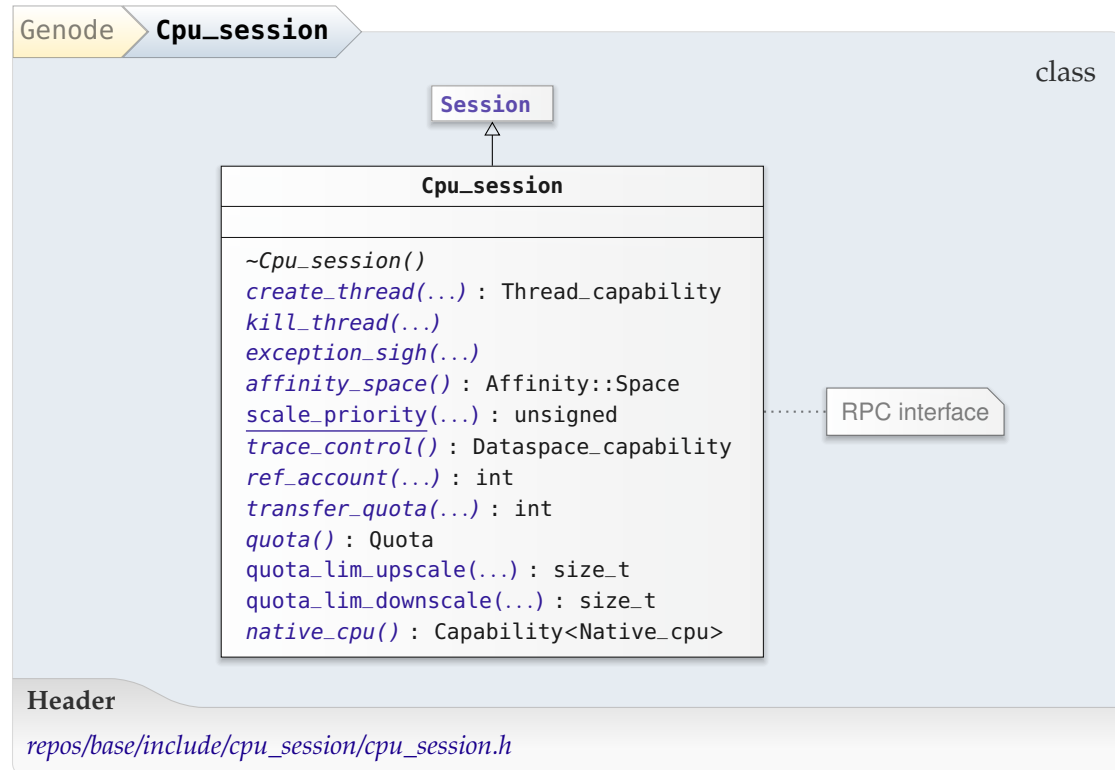 Genode Cpu_session
class
Session
Cpu_session
~Cpu_session()
create_thread(...) : Thread_capability
kill_thread(...)
exception_sigh(...)
affinity_space() : Affinity::Space
scale_priority(...) : unsigned
RPC interface
trace_control() : Dataspace_capability
ref_account(...) : int
transfer_quota(...) : int
quota() : Quota
quota_lim_upscale(...) : size_t
quota_lim_downscale(...) : size_t
native_cpu() : Capability<Native_cpu>
Header
repos/base/include/cpu_session/cpu_session.h